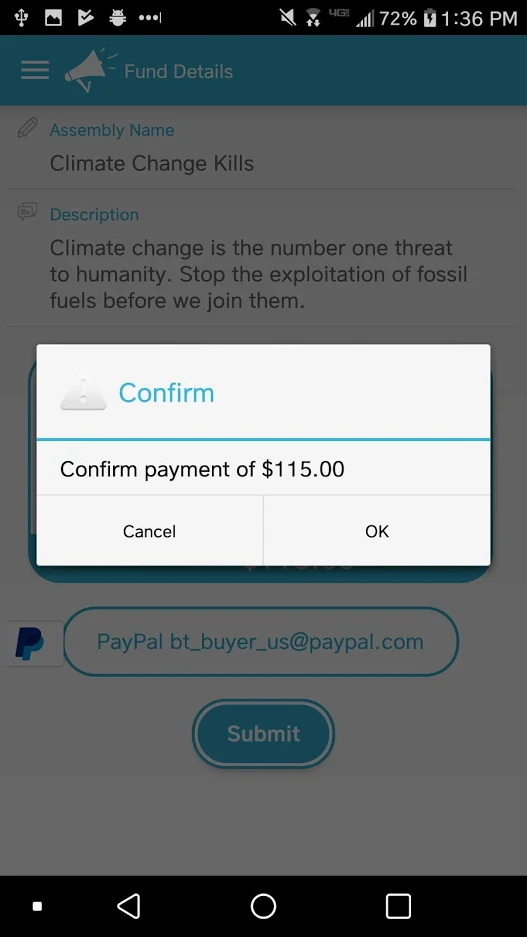 4G LTE 72% 1:36 PM
Fund Details
Assembly Name
Climate Change Kills
Description
Climate change is the number one threat
to humanity. Stop the exploitation of fossil
fuels before we join them.
Confirm
Confirm payment of $115.00
Cancel OK
PayPal bt_buyer_us@paypal.com
Submit